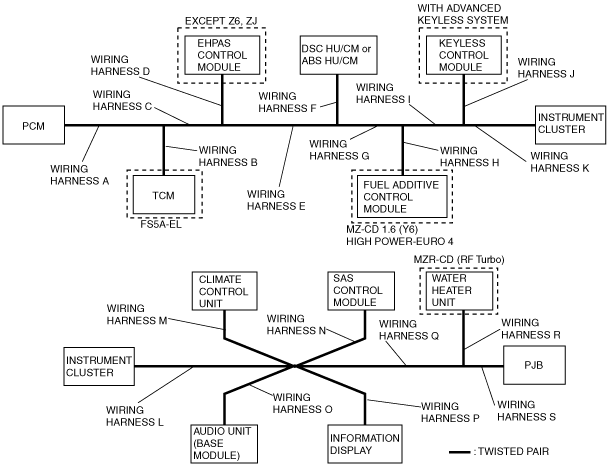 EXCEPT Z6, ZJ
EHPAS
CONTROL
MODULE
DSC HU/CM or
ABS HU/CM
WITH ADVANCED
KEYLESS SYSTEM
KEYLESS
CONTROL
MODULE
WIRING
HARNESS D
WIRING
HARNESS C
WIRING
HARNESS F
WIRING
HARNESS I
WIRING
HARNESS J
PCM
INSTRUMENT
CLUSTER
WIRING
HARNESS A
WIRING
HARNESS B
WIRING
HARNESS E
WIRING
HARNESS G
WIRING
HARNESS H
WIRING
HARNESS K
TCM
FS5A-EL
FUEL ADDITIVE
CONTROL
MODULE
MZ-CD 1.6 (Y6)
HIGH POWER-EURO 4
CLIMATE
CONTROL
UNIT
SAS
CONTROL
MODULE
MZR-CD (RF Turbo)
WATER
HEATER
UNIT
WIRING
HARNESS M
WIRING
HARNESS N
WIRING
HARNESS Q
WIRING
HARNESS R
INSTRUMENT
CLUSTER
PJB
WIRING
HARNESS L
WIRING
HARNESS O
WIRING
HARNESS P
WIRING
HARNESS S
AUDIO UNIT
(BASE
MODULE)
INFORMATION
DISPLAY
: TWISTED PAIR